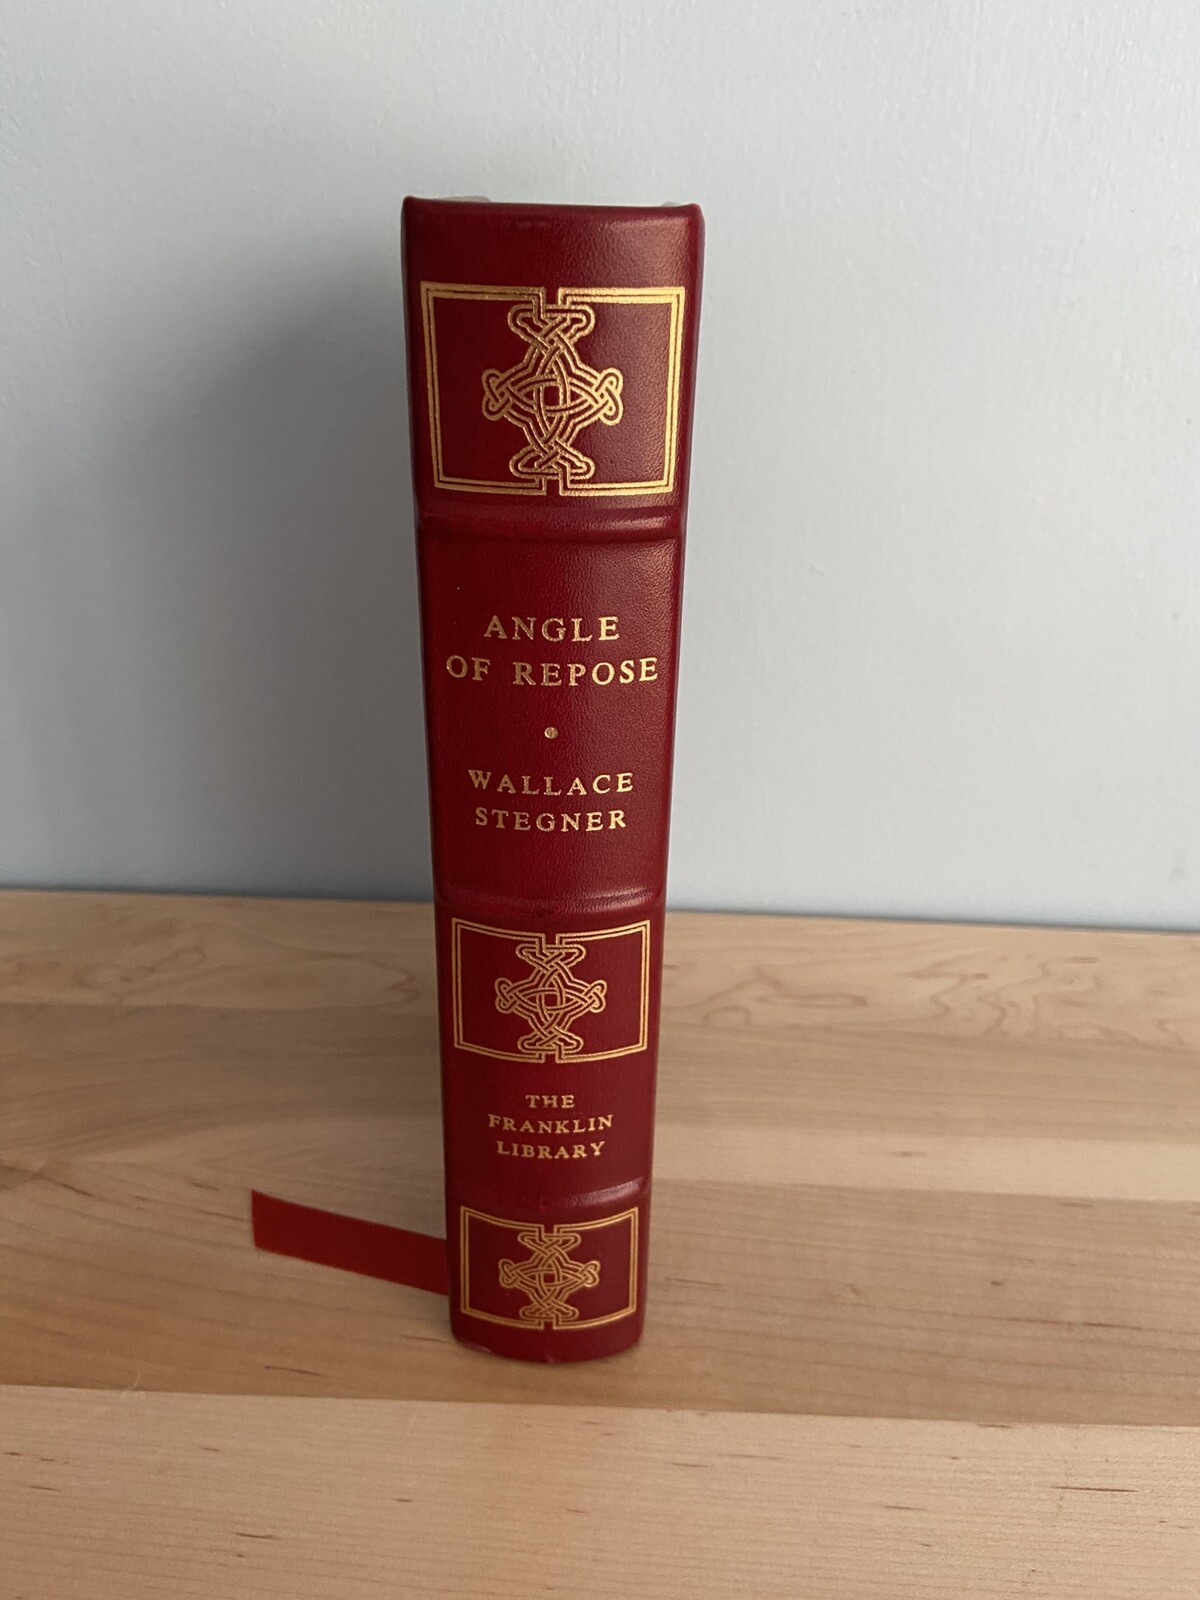 ANGLE
OF REPOSE
WALLACE
STEGNER
THE
FRANKLIN
LIBRARY